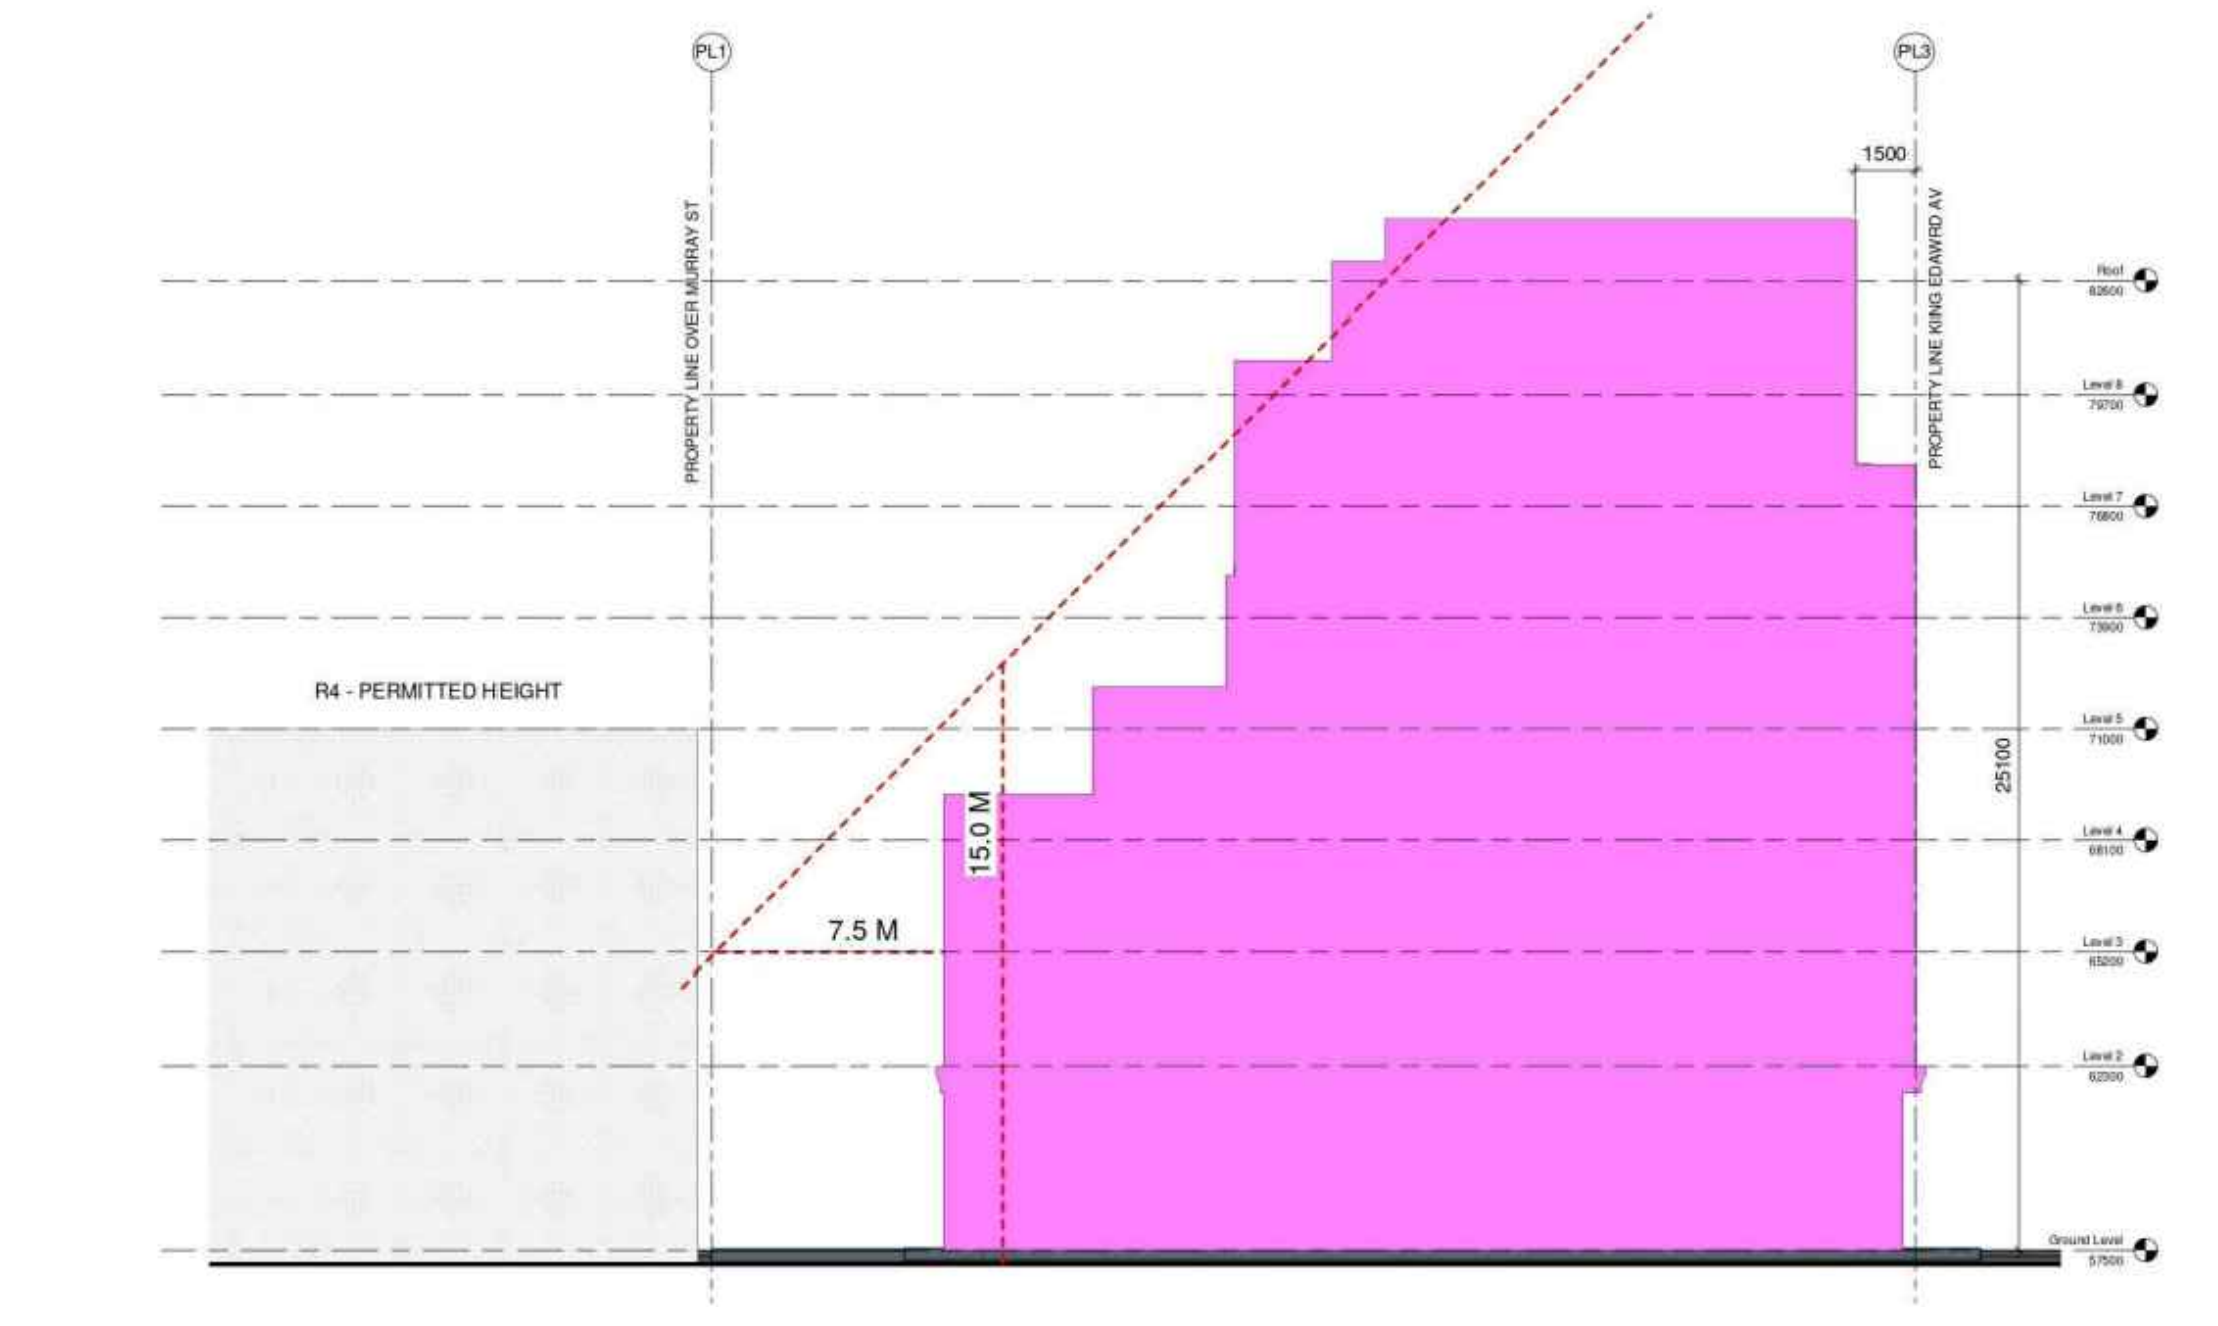 PL1
PL3
1500
PROPERTY LINE OVER MURRAY ST
PROPERTY LINE KIING EDAWRD AV
Roof
82600
Level 8
79700
Level 7
76800
Level 6
73900
R4 - PERMITTED HEIGHT
Level 5
71000
25100
15.0 M
Level 4
68100
7.5 M
Level 3
65200
Level 2
62300
Ground Level
57500